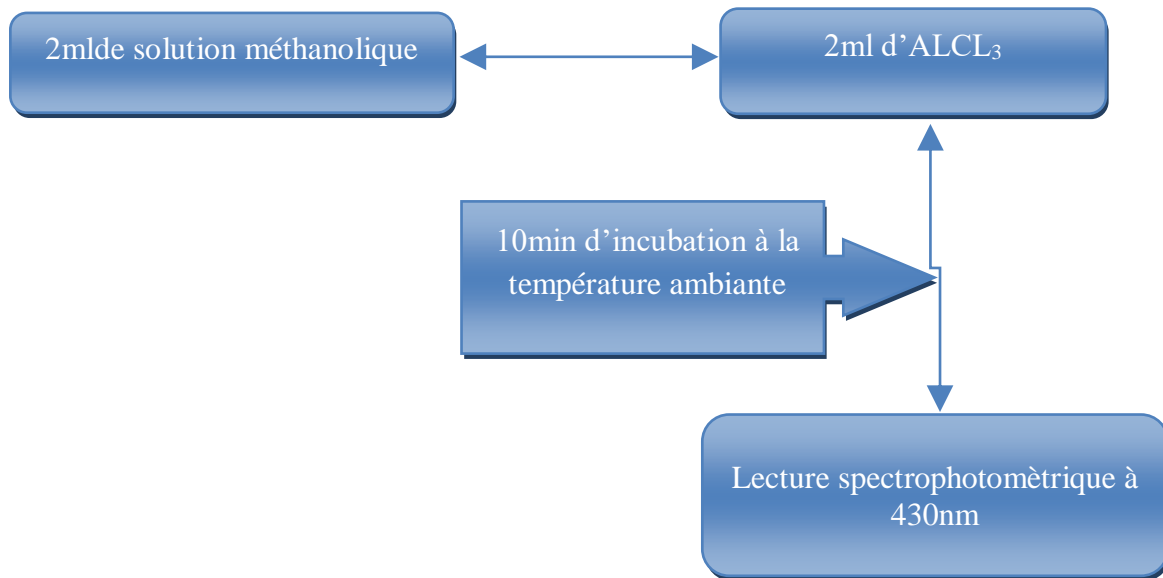 2mlde solution méthanolique
2ml d’ALCL₃
10min d’incubation à la
température ambiante
Lecture spectrophotomètrique à
430nm